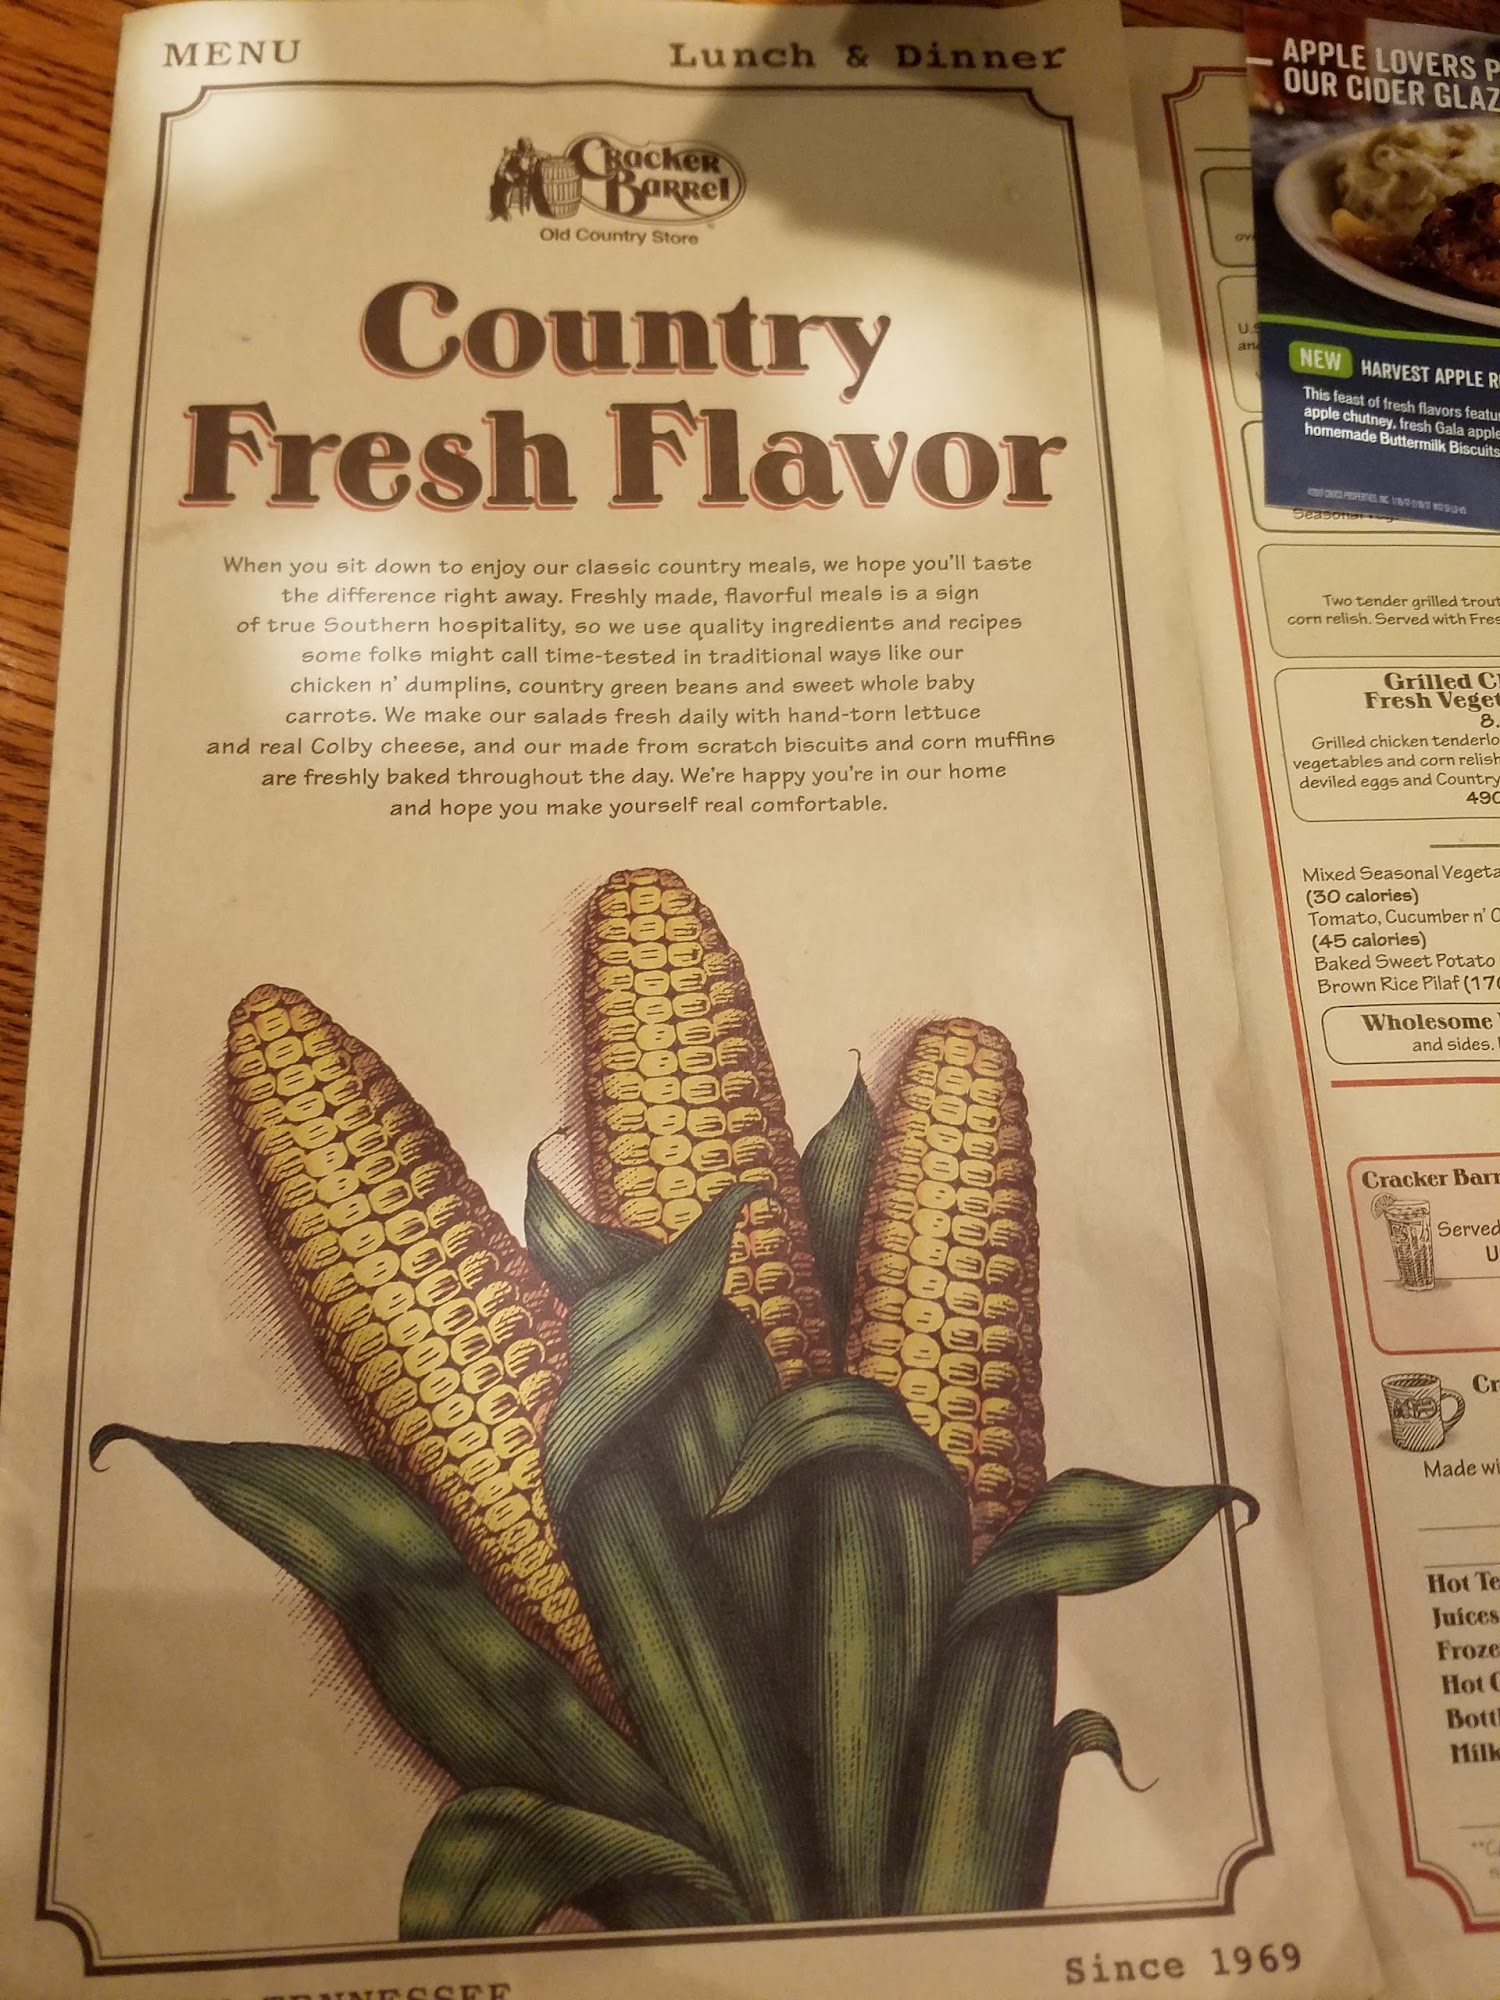 MENU
Lunch & Dinner
Cracker
Barrel
Old Country Store
Country
Fresh Flavor
When you sit down to enjoy our classic country meals, we hope you'll taste
the difference right away. Freshly made, flavorful meals is a sign
of true Southern hospitality, so we use quality ingredients and recipes
some folks might call time-tested in traditional ways like our
chicken n' dumplins, country green beans and sweet whole baby
carrots. We make our salads fresh daily with hand-torn lettuce
and real Colby cheese, and our made from scratch biscuits and corn muffins
are freshly baked throughout the day. We're happy you're in our home
and hope you make yourself real comfortable.
TENNESSEE
Since 1969
APPLE LOVERS
OUR CIDER
NEW HARVEST APPLE
This feast of fresh flavors
apple chutney, fresh Gala
homemade Buttermilk Biscuits
Two tender grilled trout
corn relish. Served with
Grilled
Fresh
8.
Grilled chicken
vegetables and corn relish
deviled eggs and Country
490
Mixed Seasonal
(30 calories)
Tomato, Cucumber n'
(45 calories)
Baked Sweet Potato
Brown Rice Pilaf
Wholesome
and sides.
Cracker
Served
Made
Hot
Juices
Hot